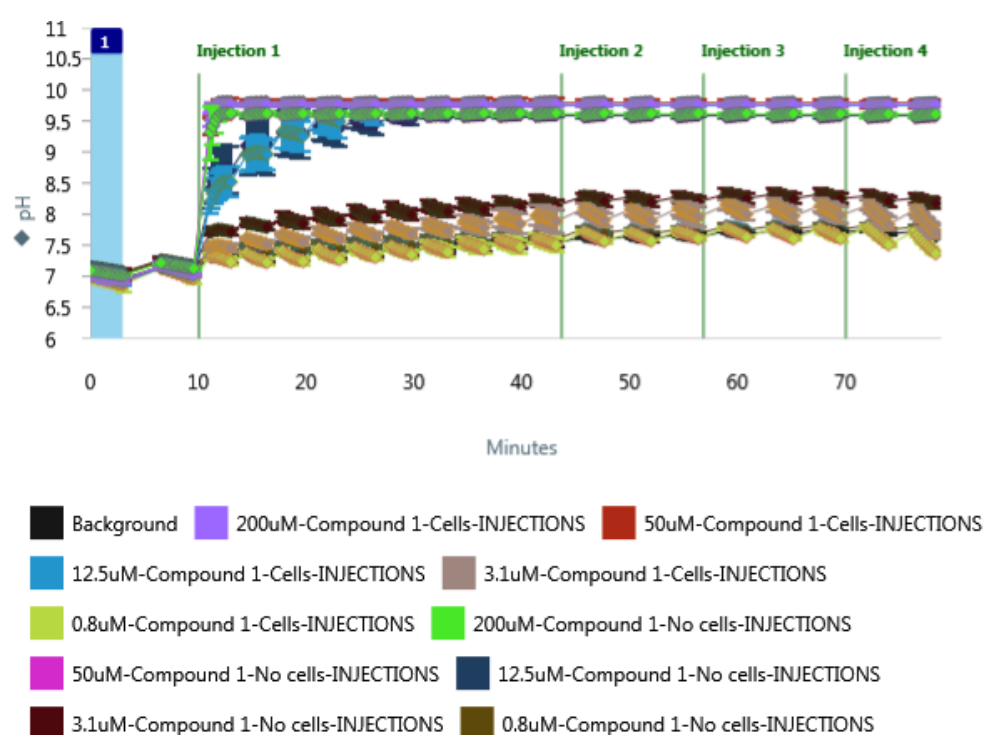 11
1
10.5
Injection 1
Injection 2
Injection 3
Injection 4
10
9.5
9
8.5
8
pH
7.5
7
6.5
6
0 10 20 30 40 50 60 70
Minutes
Background 200uM-Compound 1-Cells-INJECTIONS 50uM-Compound 1-Cells-INJECTIONS
12.5uM-Compound 1-Cells-INJECTIONS 3.1uM-Compound 1-Cells-INJECTIONS
0.8uM-Compound 1-Cells-INJECTIONS 200uM-Compound 1-No cells-INJECTIONS
50uM-Compound 1-No cells-INJECTIONS 12.5uM-Compound 1-No cells-INJECTIONS
3.1uM-Compound 1-No cells-INJECTIONS 0.8uM-Compound 1-No cells-INJECTIONS